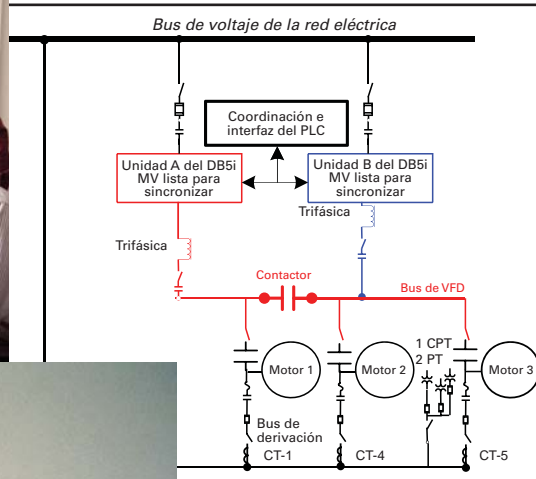 Bus de voltaje de la red eléctrica
Coordinación e
interfaz del PLC
Unidad A del DB5i
MV lista para
sincronizar
Unidad B del DB5i
MV lista para
sincronizar
Trifásica
Trifásica
Contactor
Bus de VFD
1 CPT
2 PT
Motor 1
Motor 2
Motor 3
Bus de
derivación
CT-1
CT-4
CT-5